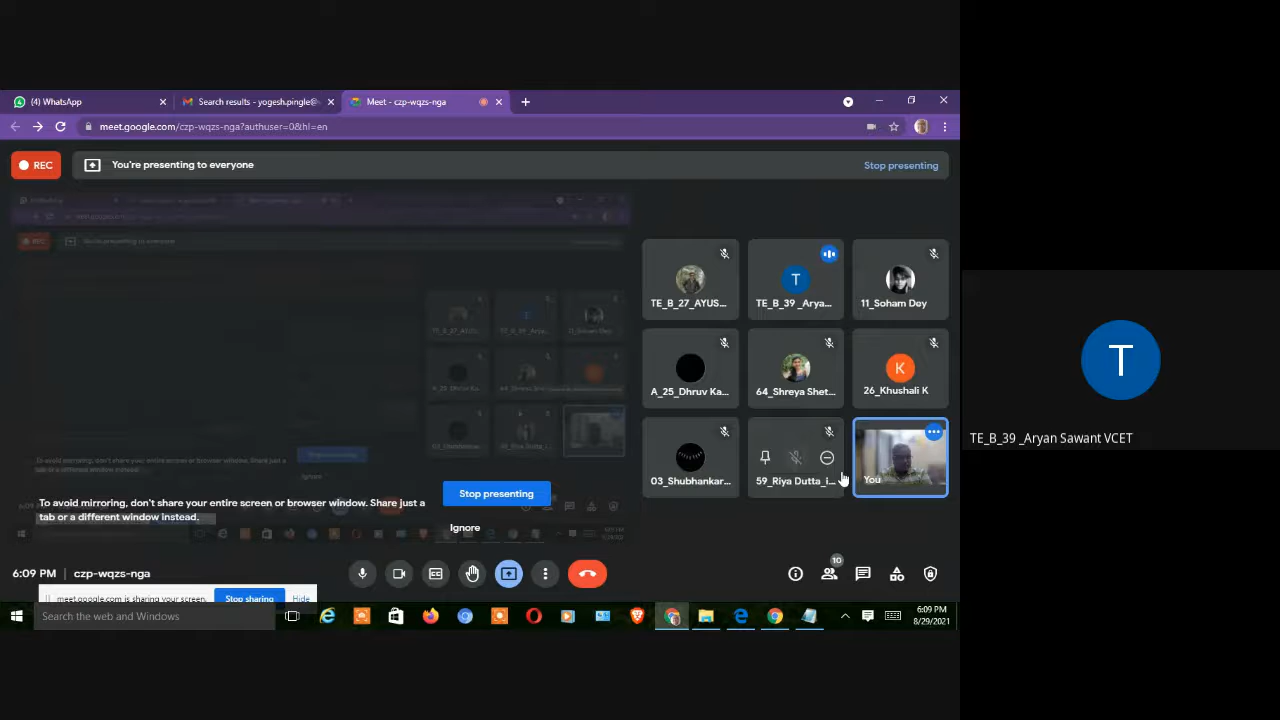 (4) WhatsApp
Search results - yogesh.pingle@
Meet - czp-wqzs-nga
meet.google.com/czp-wqzs-nga?authuser=0&hl=en
REC
You're presenting to everyone
Stop presenting
TE_B_27_AYUS...
TE_B_39 _Arya...
11_Soham Dey
A_25_Dhruv Ka...
64_Shreya Shet...
26_Khushali K
03_Shubhankar...
59_Riya Dutta_i...
You
To avoid mirroring, don't share your entire screen or browser window. Share just a
tab or a different window instead.
Stop presenting
Ignore
6:09 PM | czp-wqzs-nga
10
meet.google.com is sharing your screen.
Stop sharing
Hide
Search the web and Windows
6:09 PM
8/29/2021
T
TE_B_39 _Aryan Sawant VCET